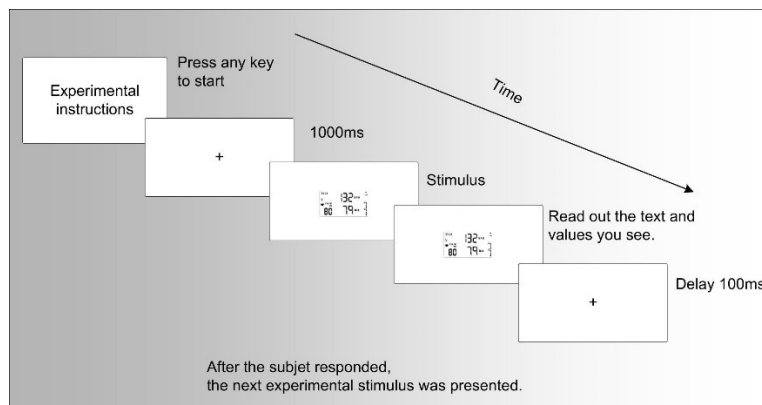 Press any key
to start
Experimental
instructions
Time
+
1000ms
Stimulus
132
80
79
Read out the text and
values you see.
132
80
79
+
Delay 100ms
After the subjet responded,
the next experimental stimulus was presented.